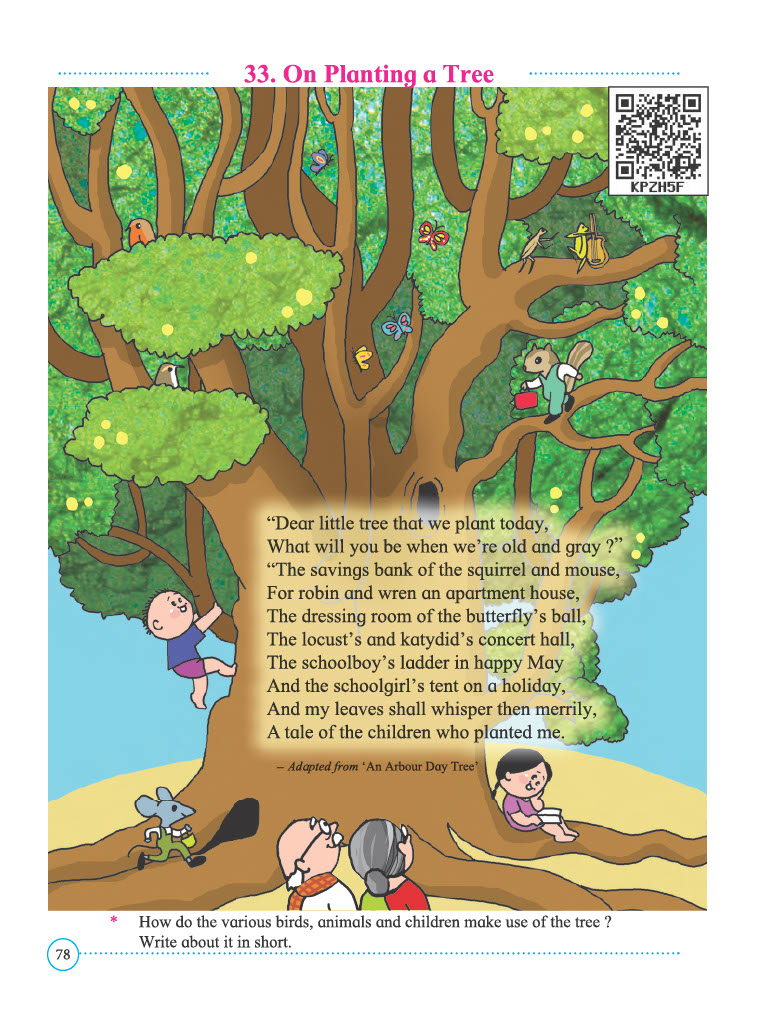 33. On Planting a Tree
KPZH5F
“Dear little tree that we plant today,
What will you be when we’re old and gray ?”
“The savings bank of the squirrel and mouse,
For robin and wren an apartment house,
The dressing room of the butterfly’s ball,
The locust’s and katydid’s concert hall,
The schoolboy’s ladder in happy May
And the schoolgirl’s tent on a holiday,
And my leaves shall whisper then merrily,
A tale of the children who planted me.
– Adapted from ‘An Arbour Day Tree’
* How do the various birds, animals and children make use of the tree ?
Write about it in short.
78